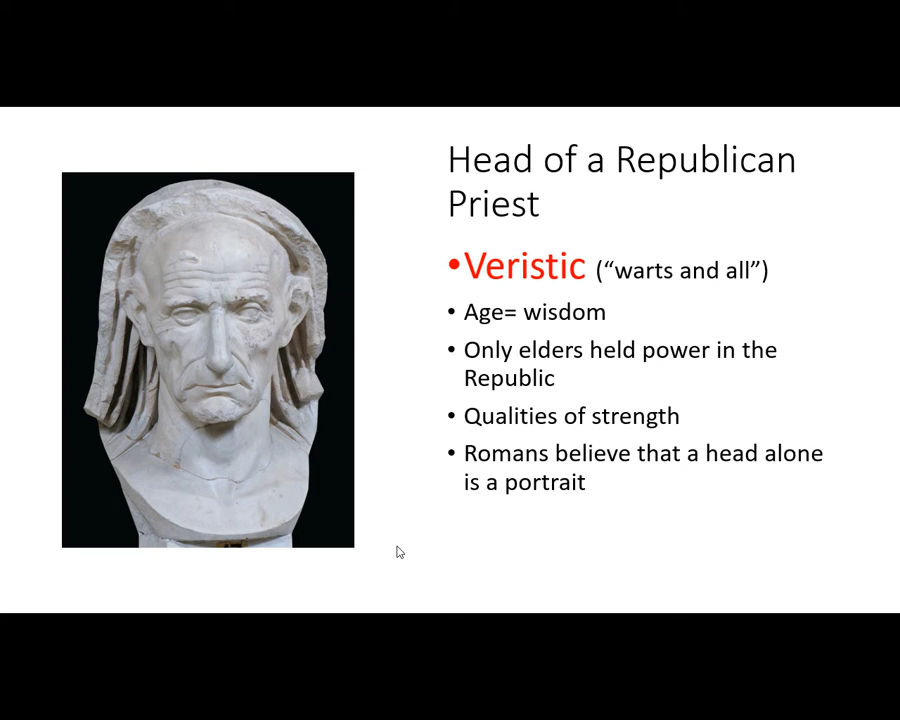 Head of a Republican
Priest
•Veristic (“warts and all”)
• Age= wisdom
• Only elders held power in the
Republic
• Qualities of strength
• Romans believe that a head alone
is a portrait